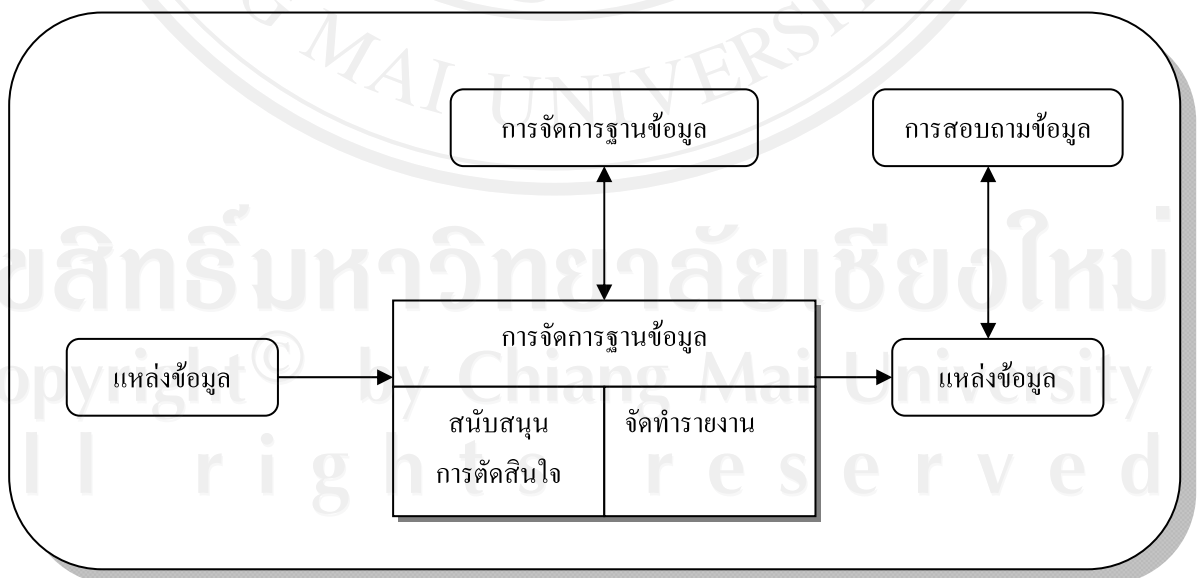 G MAI UNIVERSI
การจัดการฐานข้อมูล
การสอบถามข้อมูล
ขสิทธิ์มหาวิทยาลัยเชียงใหม่
การจัดการฐานข้อมูล
แหล่งข้อมูล
แหล่งข้อมูล
opyright © by Chiang Mai University
สนับสนุน
จัดทำรายงาน
การตัดสินใจ
ll rights reserved